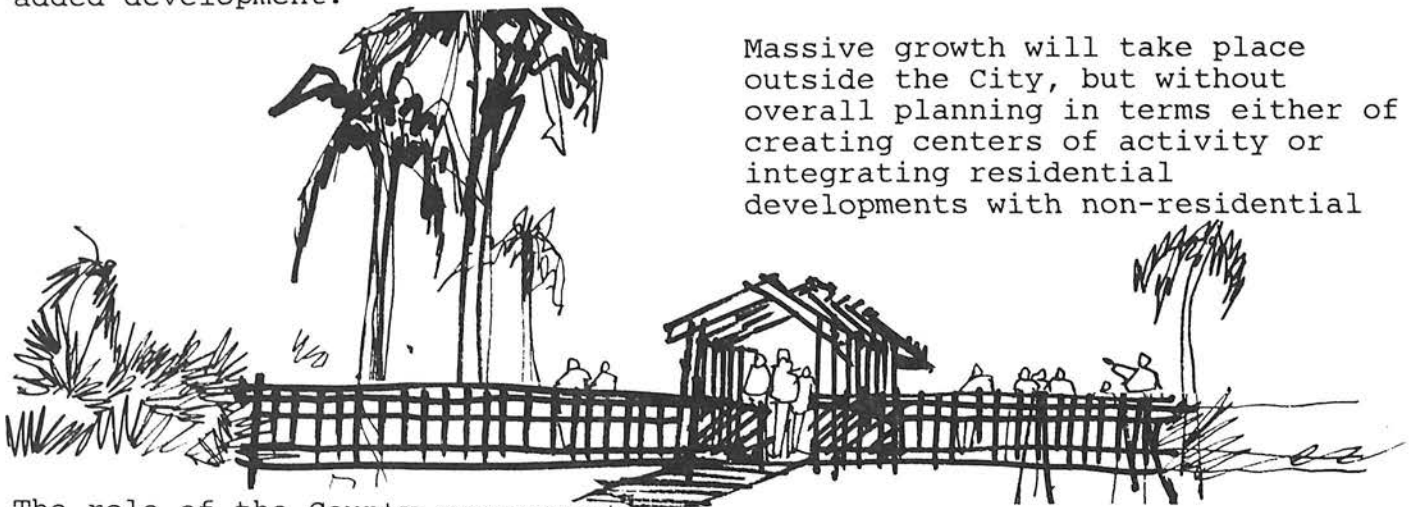 added development.
Massive growth will take place
outside the City, but without
overall planning in terms either of
creating centers of activity or
integrating residential
developments with non-residential
The role of the County